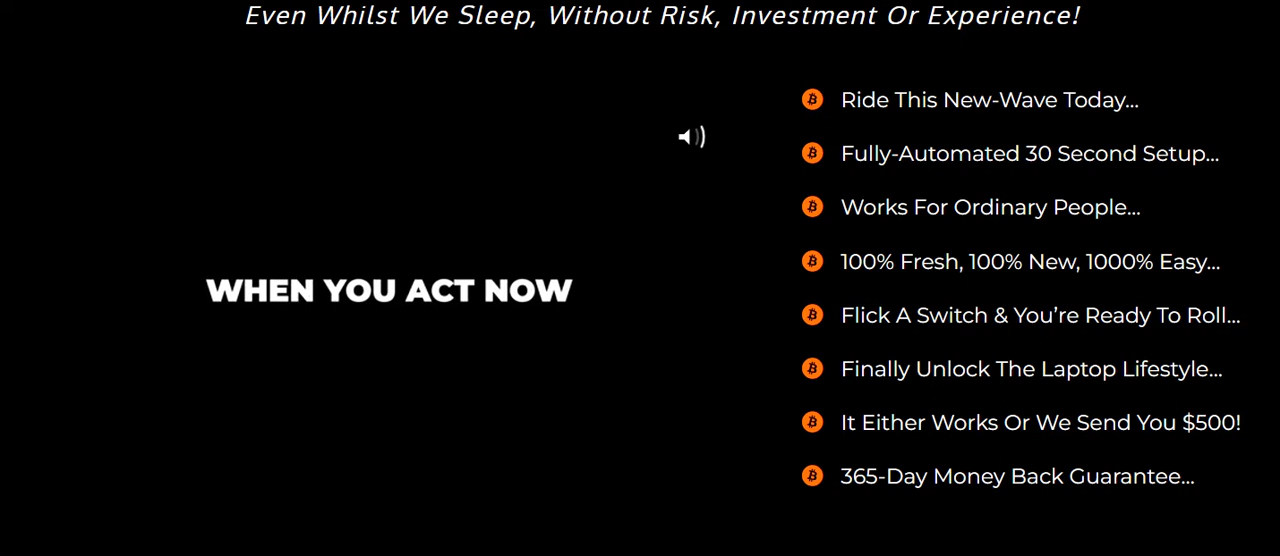 Even Whilst We Sleep, Without Risk, Investment Or Experience!
WHEN YOU ACT NOW
Ride This New-Wave Today...
Fully-Automated 30 Second Setup...
Works For Ordinary People...
100% Fresh, 100% New, 1000% Easy...
Flick A Switch & You’re Ready To Roll...
Finally Unlock The Laptop Lifestyle...
It Either Works Or We Send You $500!
365-Day Money Back Guarantee...